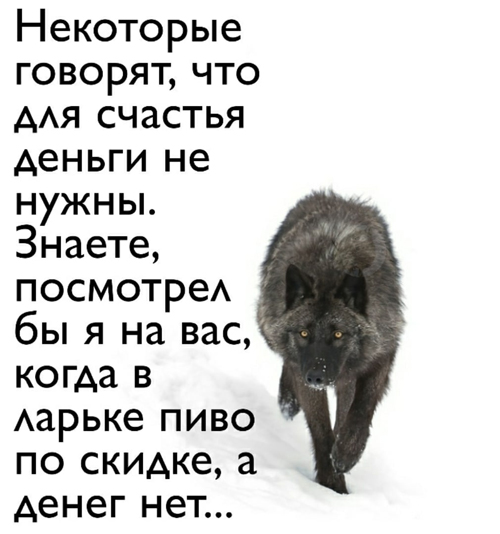 Некоторые
говорят, что
для счастья
деньги не
нужны.
Знаете,
посмотрел
бы я на вас,
когда в
ларьке пиво
по скидке, а
денег нет...